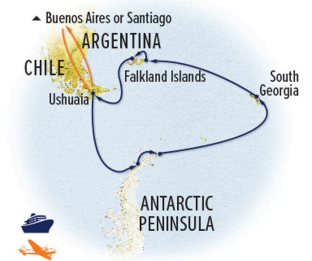 Buenos Aires or Santiago
ARGENTINA
CHILE
Falkland Islands
South
Georgia
Ushuaia
ANTARCTIC
PENINSULA